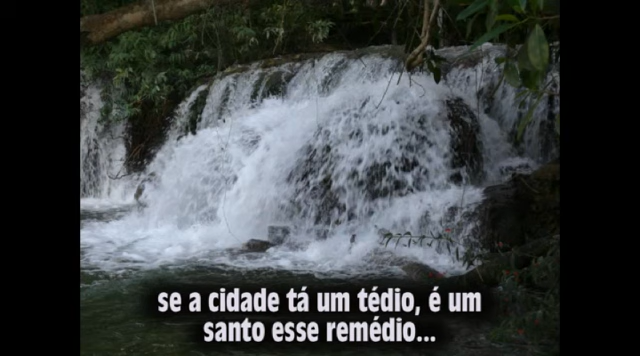 se a cidade tá um tédio, é um
santo esse remédio...